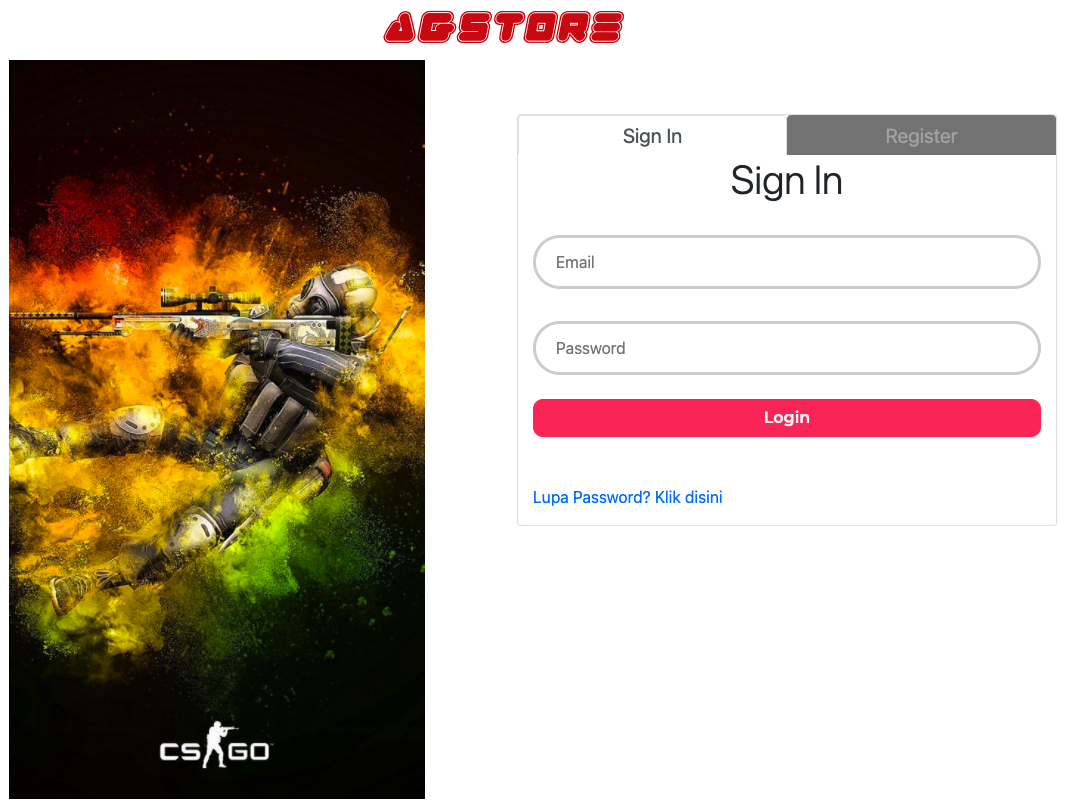 AGSTORE
Sign In
Register
Sign In
Email
Password
Login
Lupa Password? Klik disini
CS GO